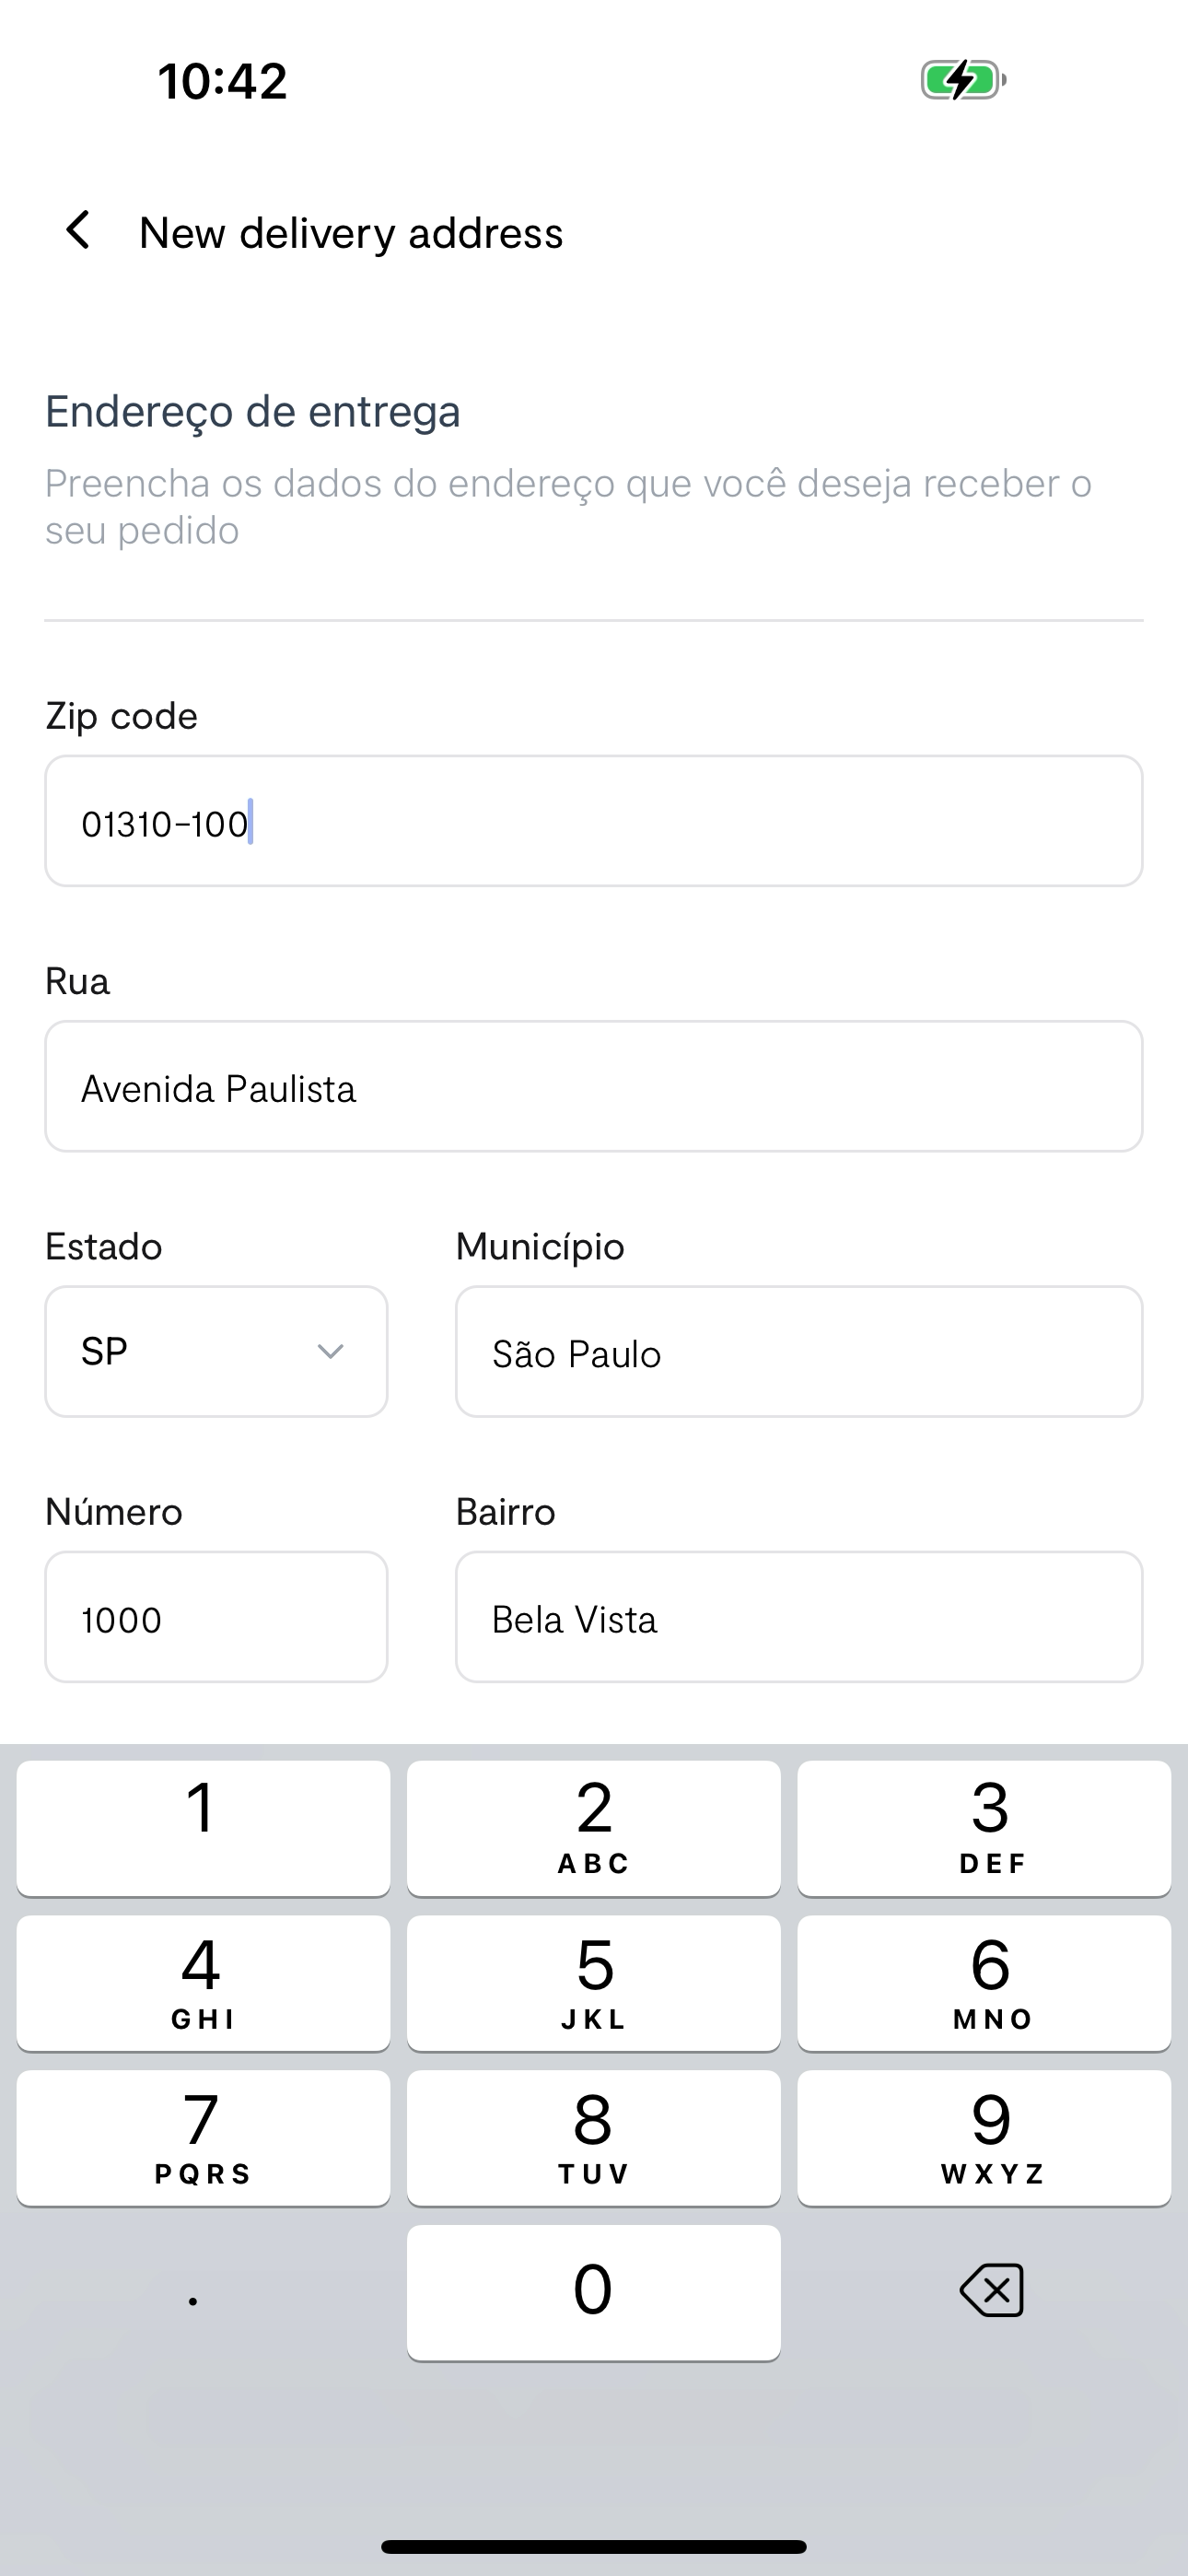 10:42
New delivery address
Endereço de entrega
Preencha os dados do endereço que você deseja receber o
seu pedido
Zip code
01310-100
Rua
Avenida Paulista
Estado
Município
SP
São Paulo
Número
Bairro
1000
Bela Vista
1
2
3
ABC
DEF
4
5
6
GHI
JKL
MNO
7
8
9
PQRS
TUV
WXYZ
.
0